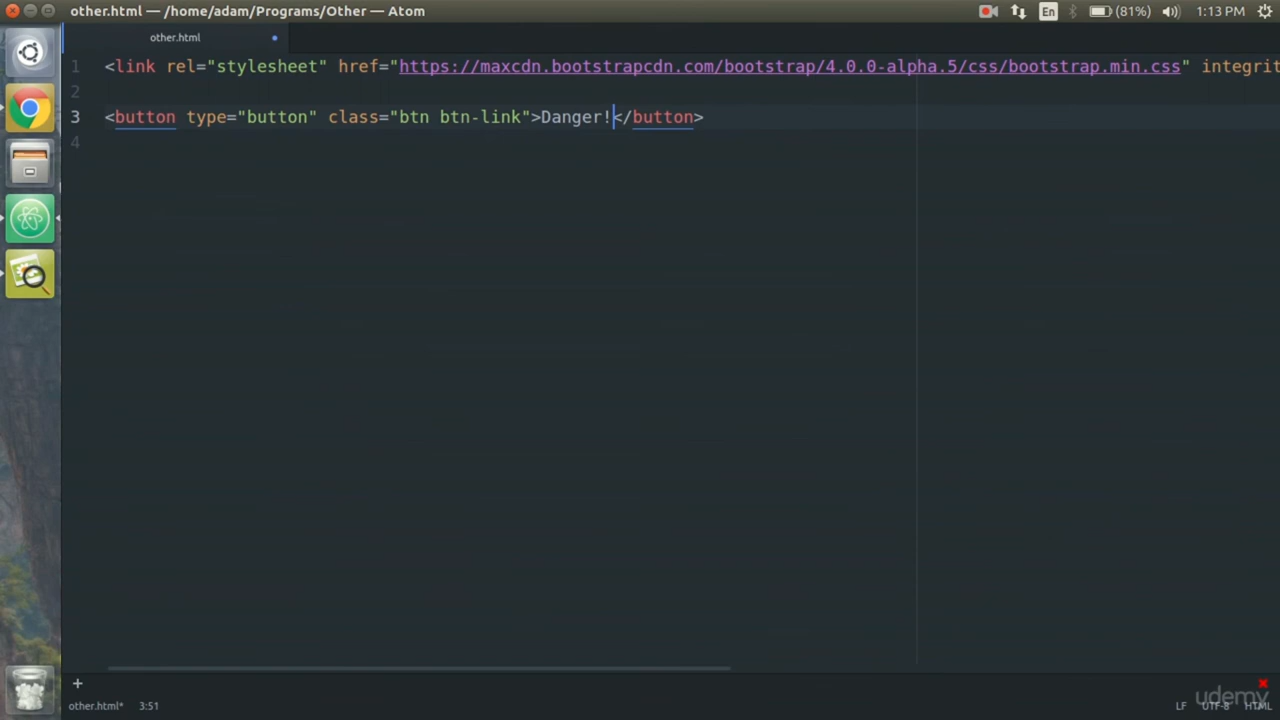 other.html — /home/adam/Programs/Other — Atom
En
(81%)
1:13 PM
other.html
1 <link rel="stylesheet" href="https://maxcdn.bootstrapcdn.com/bootstrap/4.0.0-alpha.5/css/bootstrap.min.css" integrit
2
3 <button type="button" class="btn btn-link">Danger!</button>
4
+
udemy
other.html* 3:51
LF UTF-8 HTML